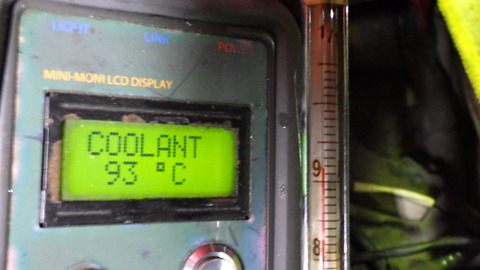 LIGHT
LINK
POWER
MINI-MONI LCD DISPLAY
COOLANT
93 °C
9
8